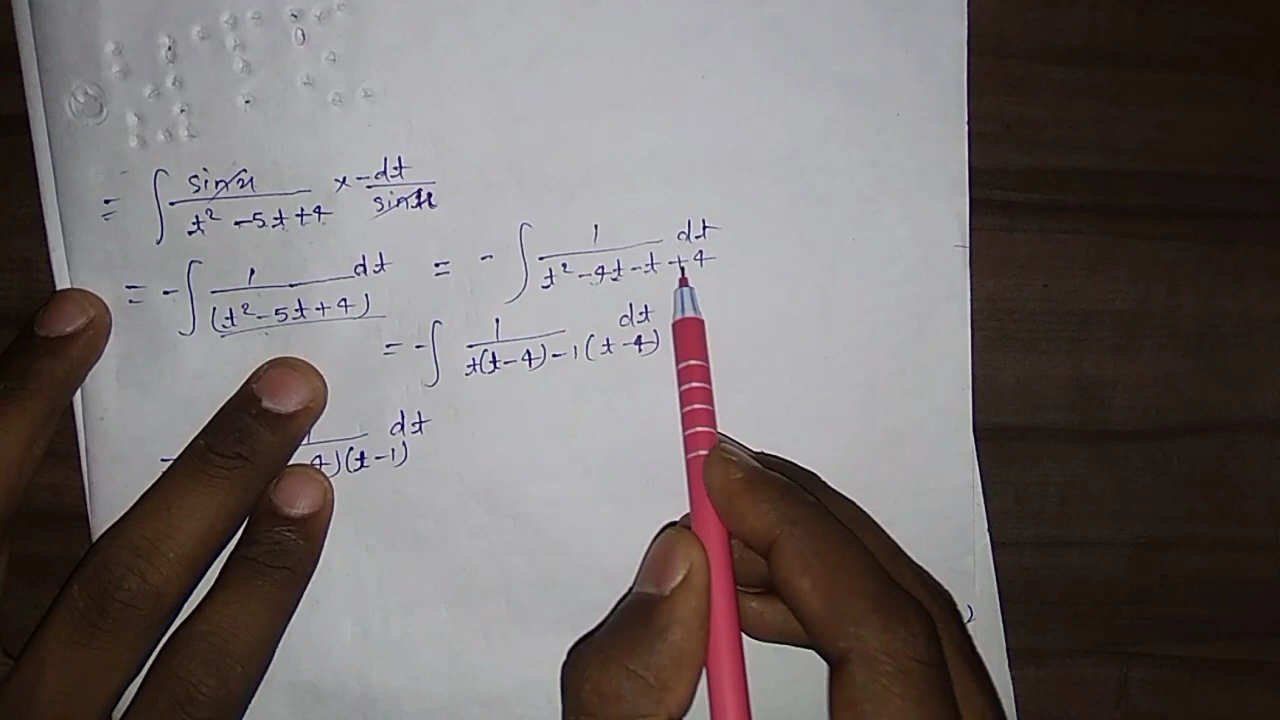 = ∫ sinx / t² - 5t + 4 × - dt / sinx
= - ∫ 1 / (t² - 5t + 4) dt = - ∫ 1 / t² - 4t - t + 4 dt
= - ∫ 1 / t(t - 4) - 1 (t - 4) dt
4)(t - 1) dt